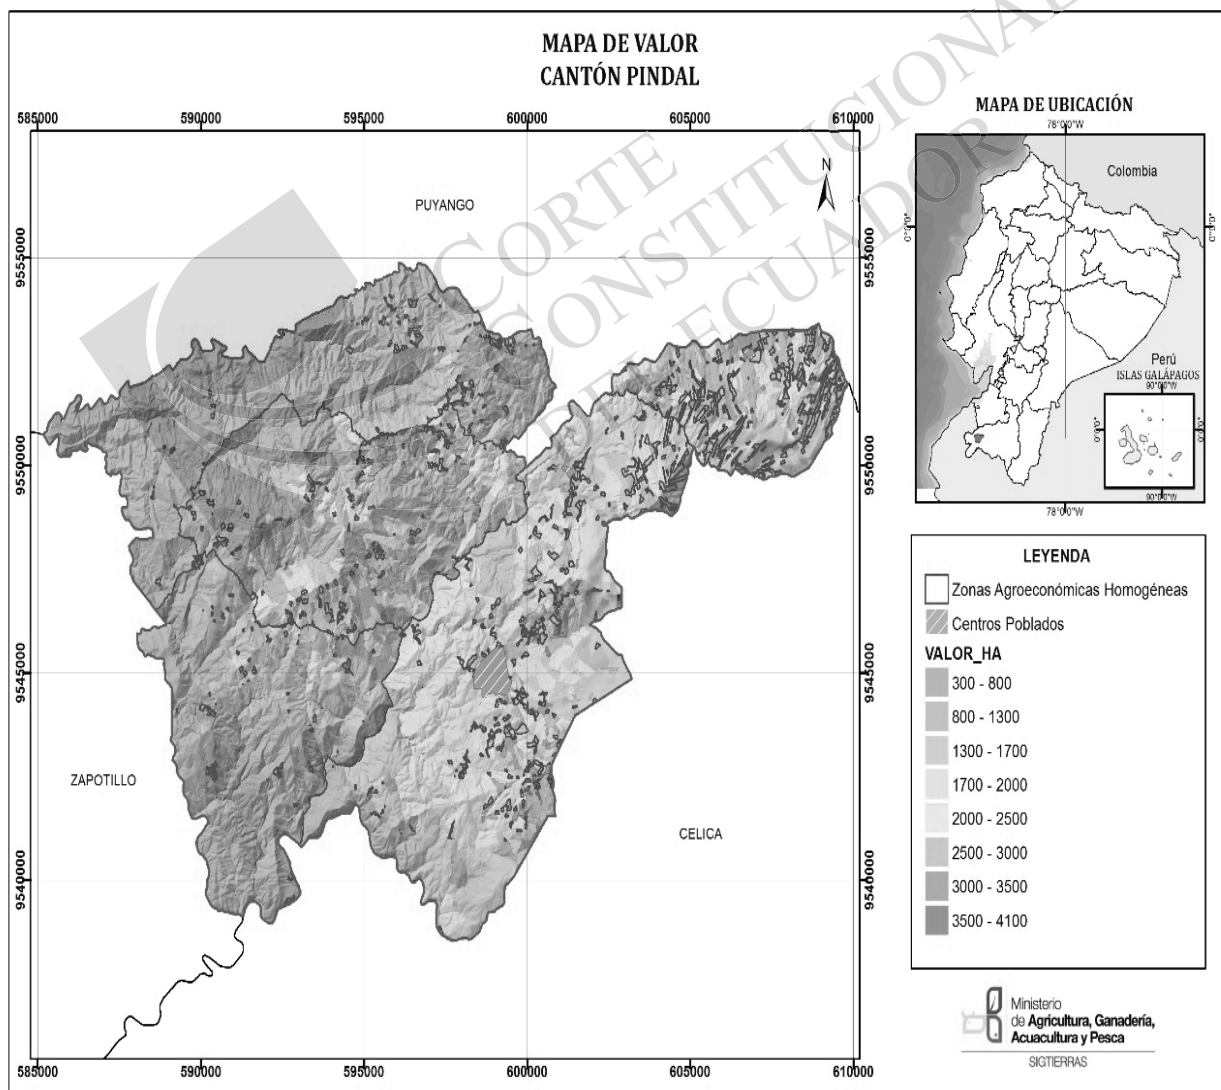 MAPA DE VALOR
CANTÓN PINDAL
585000 590000 595000 600000 605000 610000
9555000
9550000
9545000
9540000
PUYANGO
ZAPOTILLO
CELICA
N
CORTE
CONSTITUCIONAL
DEL ECUADOR
9555000
9550000
9545000
9540000
585000 590000 595000 600000 605000 610000
MAPA DE UBICACIÓN
78°0'0"W
Colombia
0°0'0"
0°0'0"
Perú
ISLAS GALÁPAGOS
90°0'0"W
0°0'0"
0°0'0"
90°0'0"W
78°0'0"W
LEYENDA
Zonas Agroeconómicas Homogéneas
Centros Poblados
VALOR_HA
300 - 800
800 - 1300
1300 - 1700
1700 - 2000
2000 - 2500
2500 - 3000
3000 - 3500
3500 - 4100
Ministerio
de Agricultura, Ganadería,
Acuacultura y Pesca
SIGTIERRAS